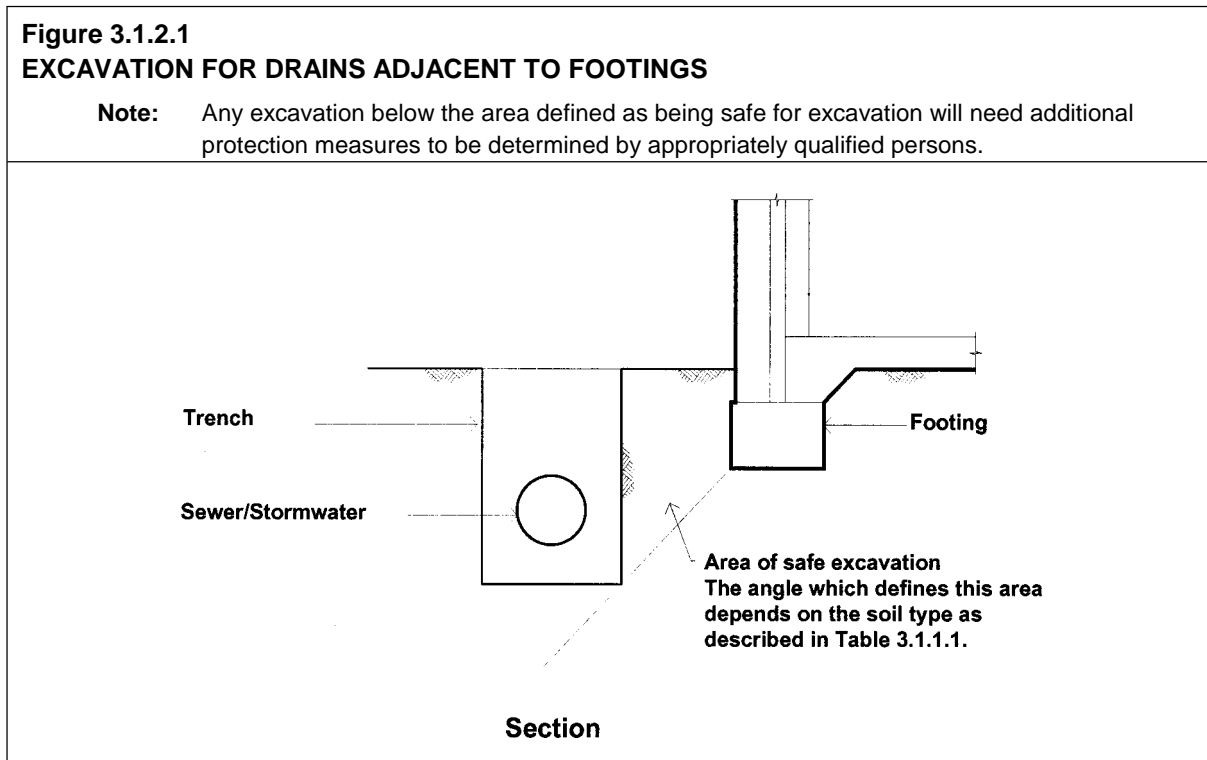 Figure 3.1.2.1
EXCAVATION FOR DRAINS ADJACENT TO FOOTINGS
Note: Any excavation below the area defined as being safe for excavation will need additional
protection measures to be determined by appropriately qualified persons.
Trench
Footing
Sewer/Stormwater
Area of safe excavation
The angle which defines this area
depends on the soil type as
described in Table 3.1.1.1.
Section